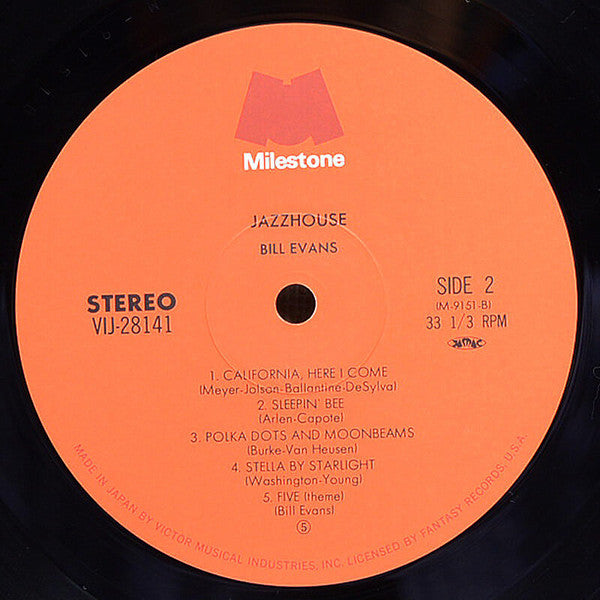 Milestone
JAZZHOUSE
BILL EVANS
STEREO
VIJ-28141
SIDE 2
(M-9151-B)
33 1/3 RPM
1. CALIFORNIA, HERE I COME
(Meyer-Jolson-Ballantine-DeSylva)
2. SLEEPIN' BEE
(Arlen-Capote)
3. POLKA DOTS AND MOONBEAMS
(Burke-Van Heusen)
4. STELLA BY STARLIGHT
(Washington-Young)
5. FIVE (theme)
(Bill Evans)
⑤
MADE IN JAPAN BY VICTOR MUSICAL INDUSTRIES, INC. LICENSED BY FANTASY RECORDS, U.S.A.